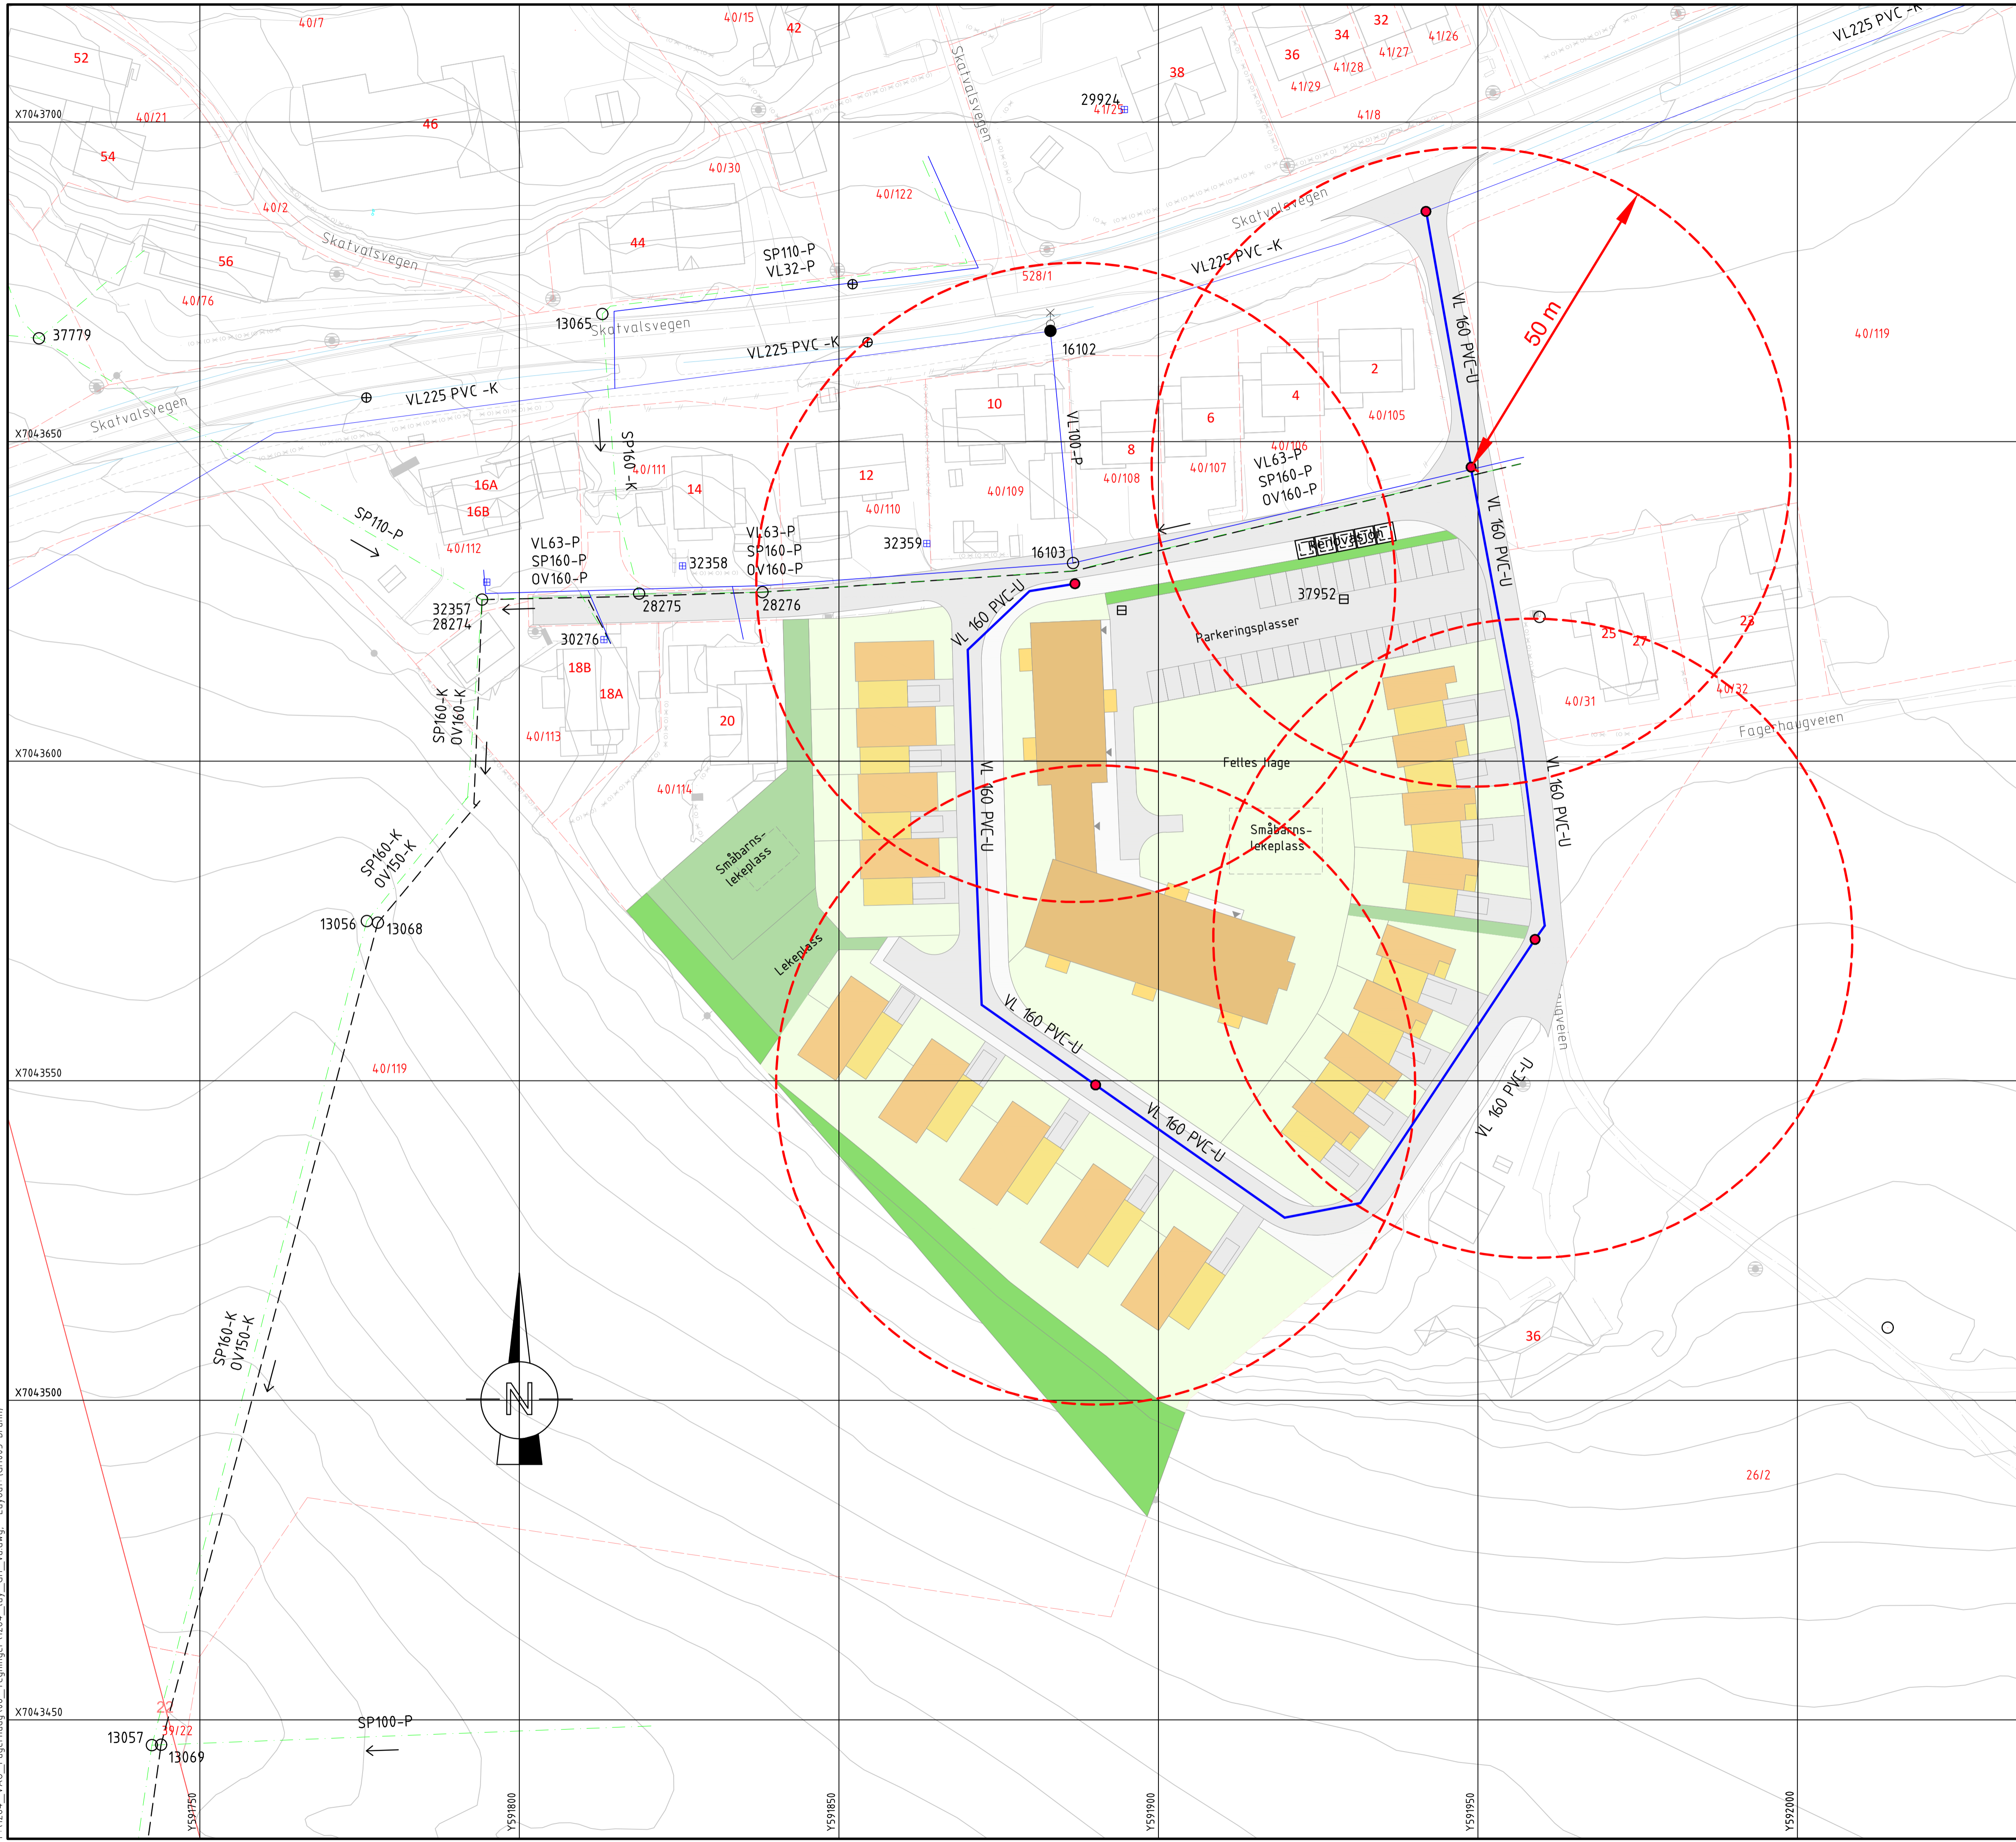 40/15
42
32
40/7
34
41/26
36
41/27
VL225 PVC -K
52
41/28
38
41/29
Skatvalsvegen
29924
41/25
41/8
40/21
46
X7043700
54
40/30
40/122
40/2
Skatvalsvegen
44
Skatvalsvegen
56
SP110-P
VL32-P
VL225 PVC -K
528/1
40/76
13065
Skatvalsvegen
VL 160 PVC-U
50 m
40/119
37779
VL225 PVC -K
16102
2
VL225 PVC -K
4
10
6
40/105
Skatvalsvegen
8
VL100-P
X7043650
SP160-K
40/106
40/111
12
VL63-P
SP160-P
OV160-P
40/107
40/108
16A
14
40/109
16B
40/110
VL 160 PVC-U
SP110-P
VL63-P
SP160-P
OV160-P
VL63-P
SP160-P
OV160-P
32359
16103
Renovasjon
40/112
32358
32357
28274
28275
28276
VL 160 PVC-U
37952
Parkeringsplasser
30276
25
27
23
18B
18A
SP160-K
OV160-K
20
40/31
40/32
40/113
Fagerhaugveien
X7043600
Felles hage
VL 160 PVC-U
VL 160 PVC-U
40/114
Småbarns-
lekeplass
Småbarns-
lekeplass
SP160-K
OV150-K
13056
13068
Lekeplass
VL 160 PVC-U
augveien
40/119
X7043550
VL 160 PVC-U
VL 160 PVC-U
SP160-K
OV150-K
36
N
X7043500
26/2
22
X7043450
SP100-P
39/22
13057
13069
Y591750
Y591800
Y591850
Y591900
Y591950
Y592000